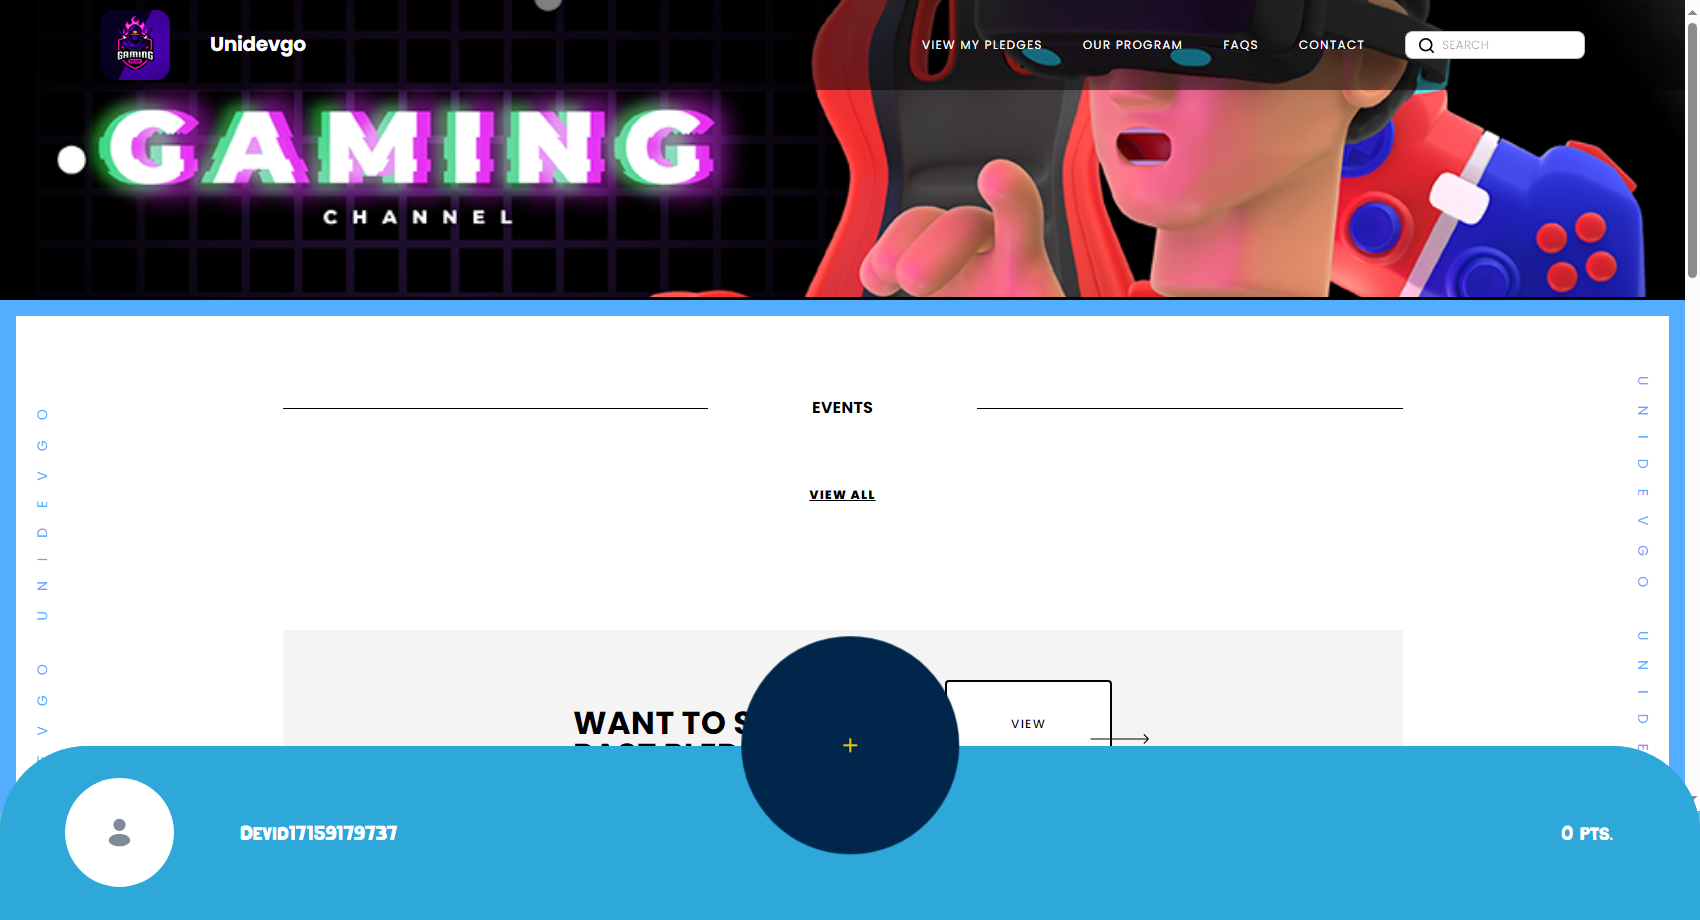 GAMING
Unidevgo
VIEW MY PLEDGES
OUR PROGRAM
FAQS
CONTACT
SEARCH
GAMING
CHANNEL
EVENTS
VIEW ALL
UNIDEVGO UNIDEVGO
UNIDEVGO UNIDE
WANT TO S
VIEW
+
Devid17159179737
0 PTS.